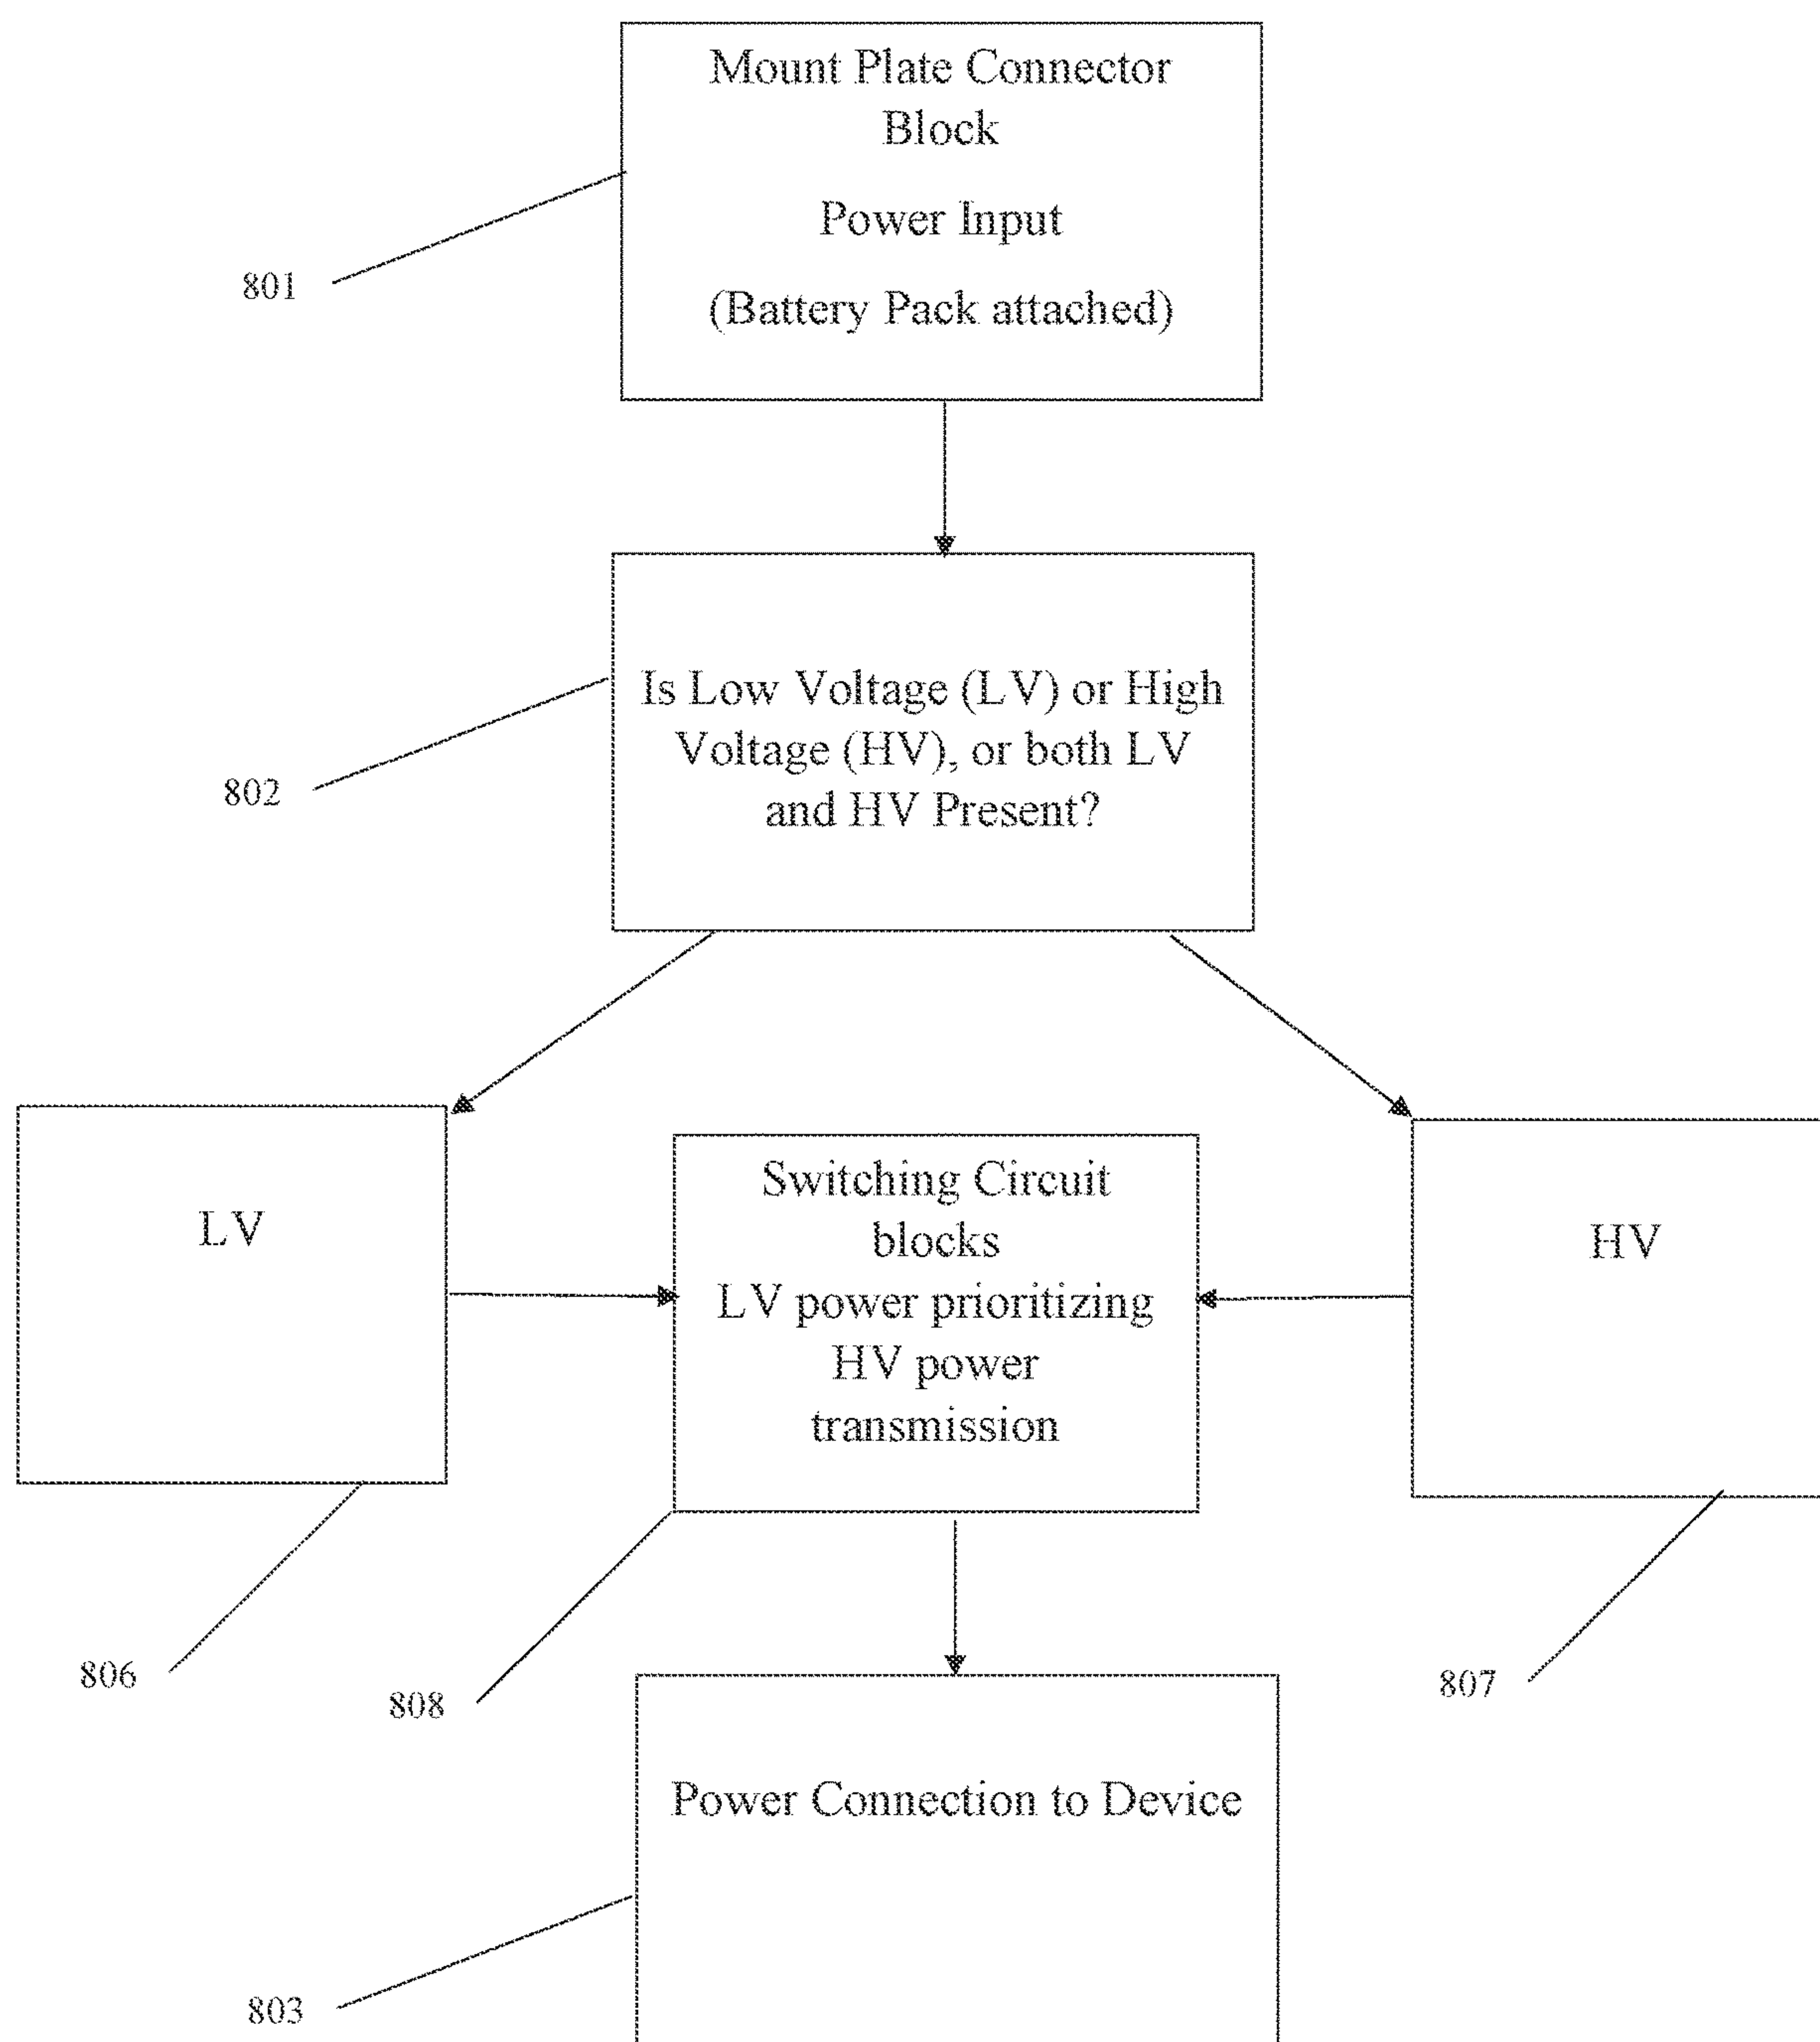 Mount Plate Connector
Block
Power Input
(Battery Pack attached)
801
Is Low Voltage (LV) or High
Voltage (HV), or both LV
and HV Present?
802
LV
Switching Circuit
blocks
LV power prioritizing
HV power
transmission
HV
806
808
807
Power Connection to Device
803